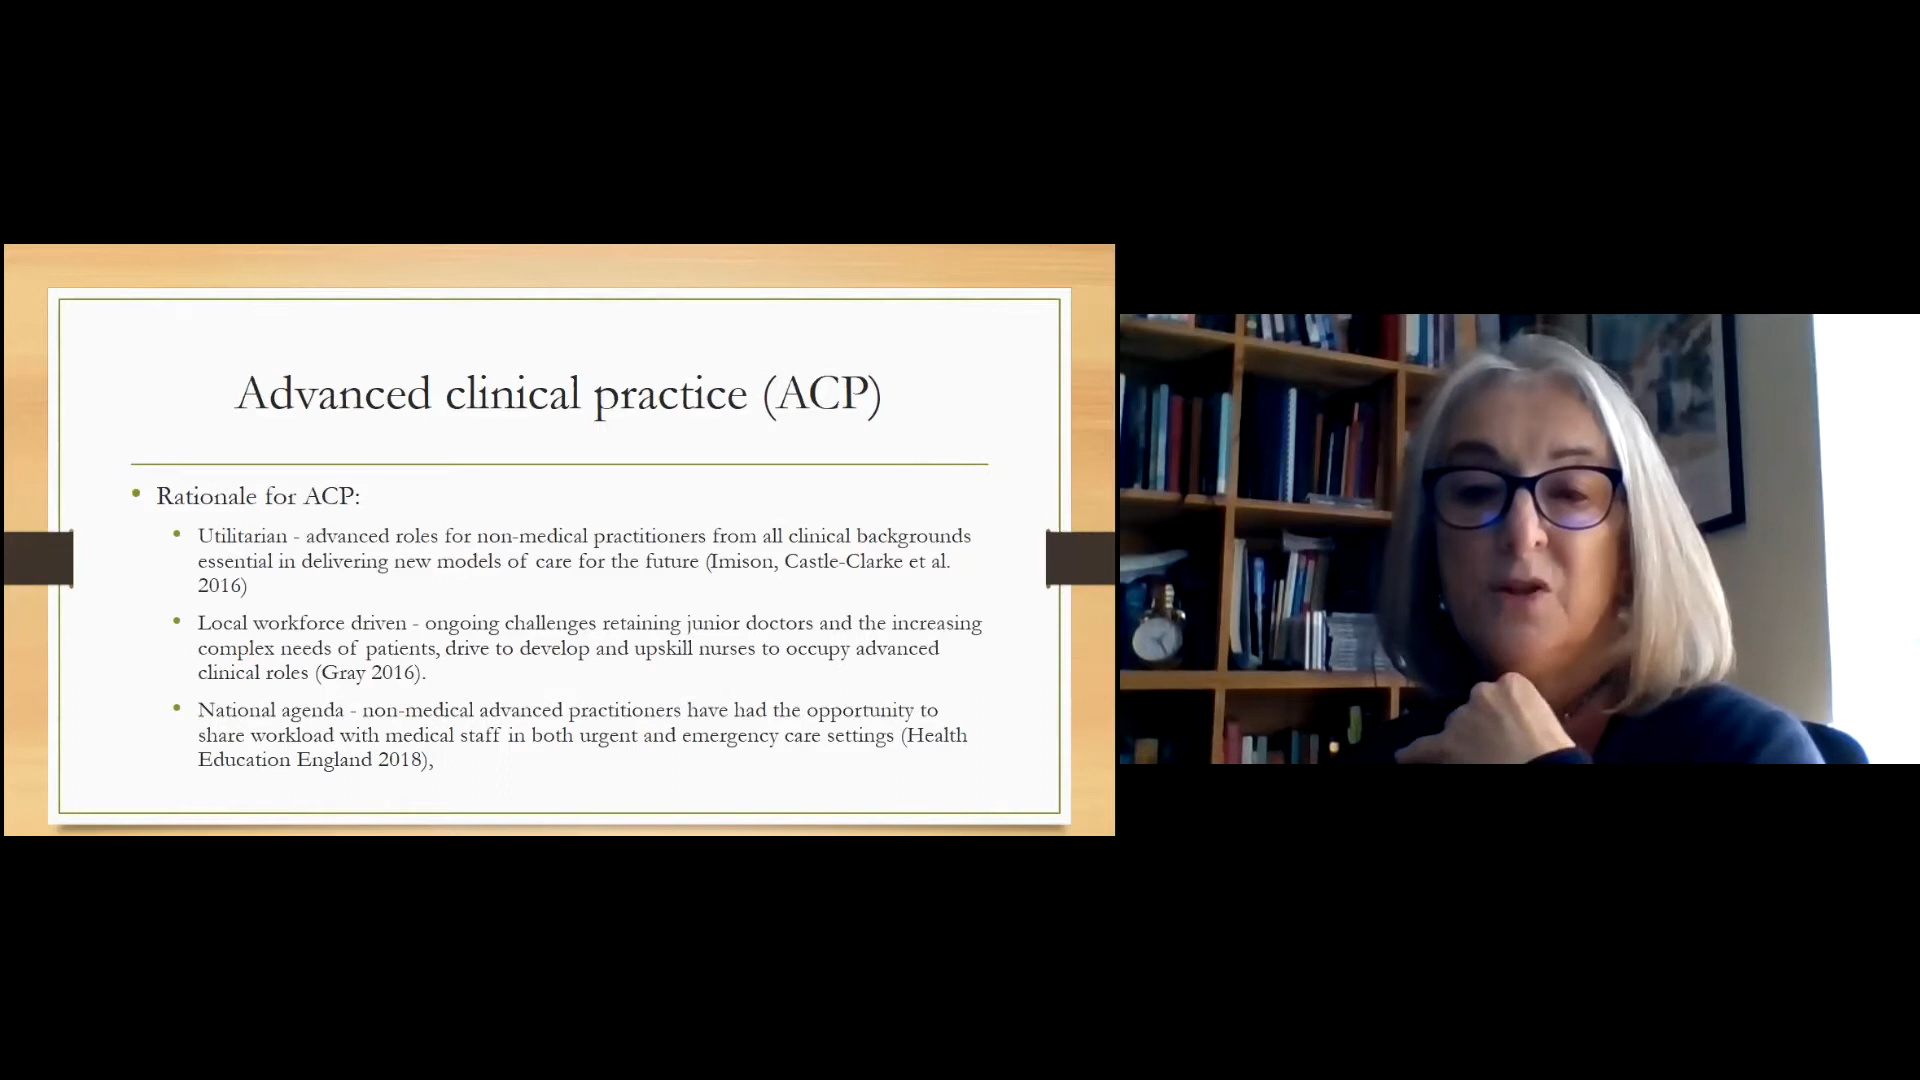 Advanced clinical practice (ACP)
• Rationale for ACP:
• Utilitarian - advanced roles for non-medical practitioners from all clinical backgrounds
essential in delivering new models of care for the future (Imison, Castle-Clarke et al.
2016)
• Local workforce driven - ongoing challenges retaining junior doctors and the increasing
complex needs of patients, drive to develop and upskill nurses to occupy advanced
clinical roles (Gray 2016).
• National agenda - non-medical advanced practitioners have had the opportunity to
share workload with medical staff in both urgent and emergency care settings (Health
Education England 2018),